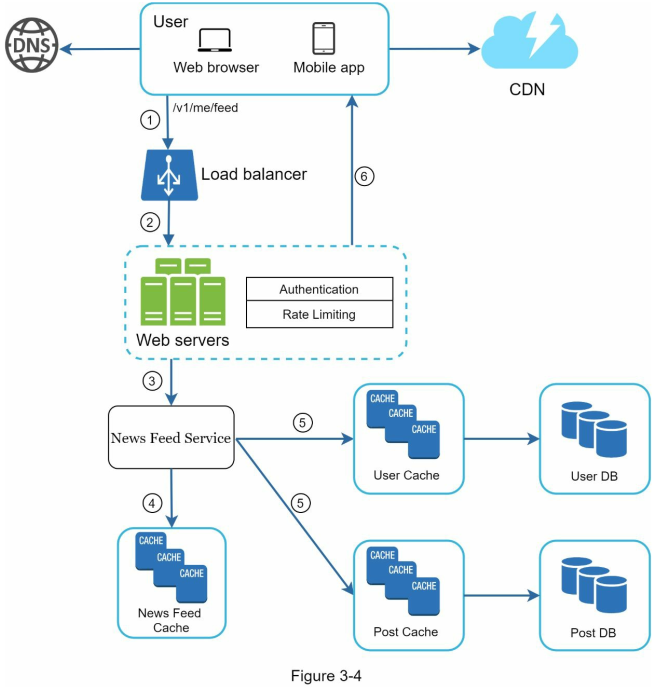 User
DNS
Web browser
Mobile app
CDN
1
/v1/me/feed
Load balancer
6
2
Authentication
Rate Limiting
Web servers
3
News Feed Service
5
CACHE
CACHE
CACHE
User Cache
User DB
4
5
CACHE
CACHE
CACHE
News Feed
Cache
CACHE
CACHE
CACHE
Post Cache
Post DB
Figure 3-4